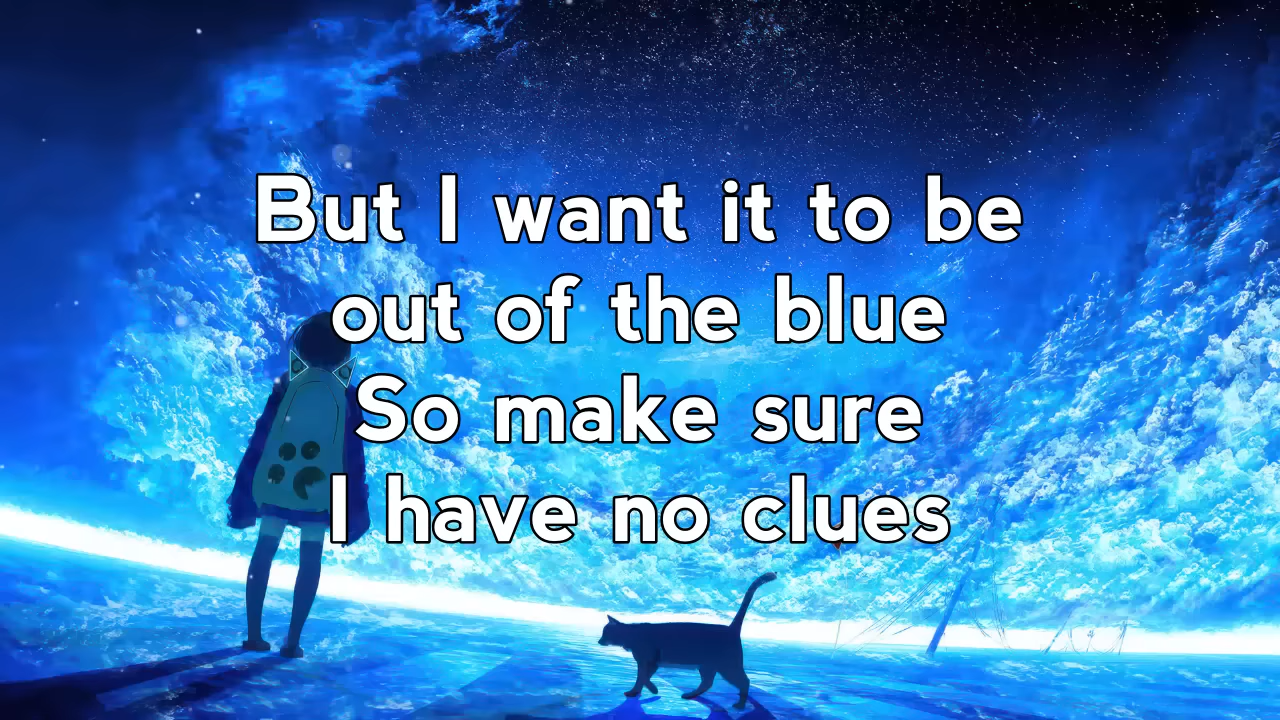 But I want it to be
out of the blue
So make sure
I have no clues